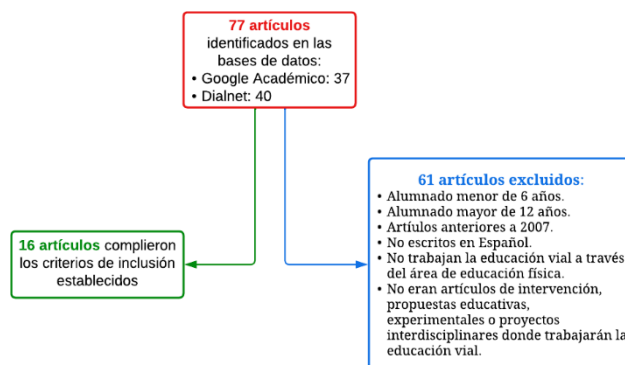 77 artículos
identificados en las
bases de datos:
• Google Académico: 37
• Dialnet: 40
61 artículos excluidos:
• Alumnado menor de 6 años.
• Alumnado mayor de 12 años.
• Artíulos anteriores a 2007.
• No escritos en Español.
• No trabajan la educación vial a través
del área de educación física.
• No eran artículos de intervención,
propuestas educativas,
experimentales o proyectos
interdisciplinares donde trabajarán la
educación vial.
16 artículos complieron
los criterios de inclusión
establecidos